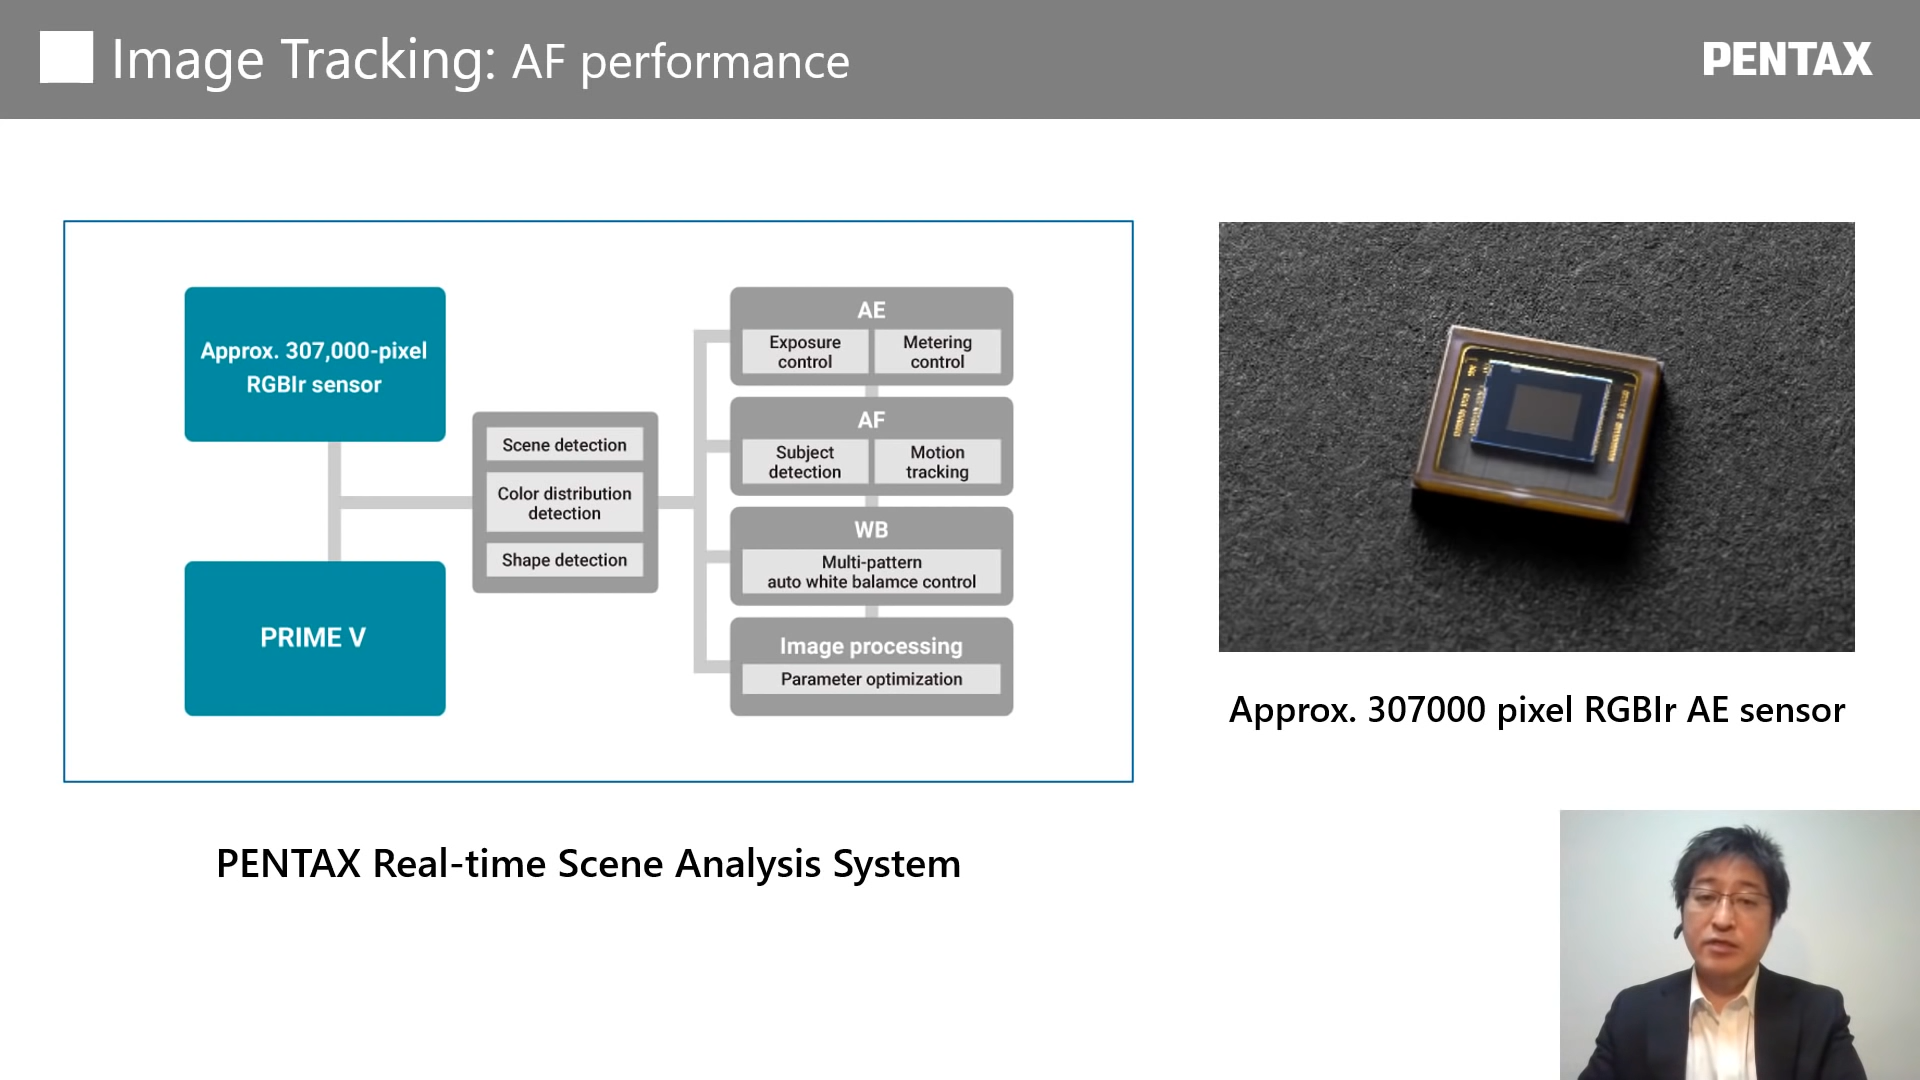 Image Tracking: AF performance
PENTAX
Approx. 307,000-pixel
RGBIr sensor
PRIME V
Scene detection
Color distribution
detection
Shape detection
AE
Exposure
control
Metering
control
AF
Subject
detection
Motion
tracking
WB
Multi-pattern
auto white balamce control
Image processing
Parameter optimization
PENTAX Real-time Scene Analysis System
Approx. 307000 pixel RGBIr AE sensor